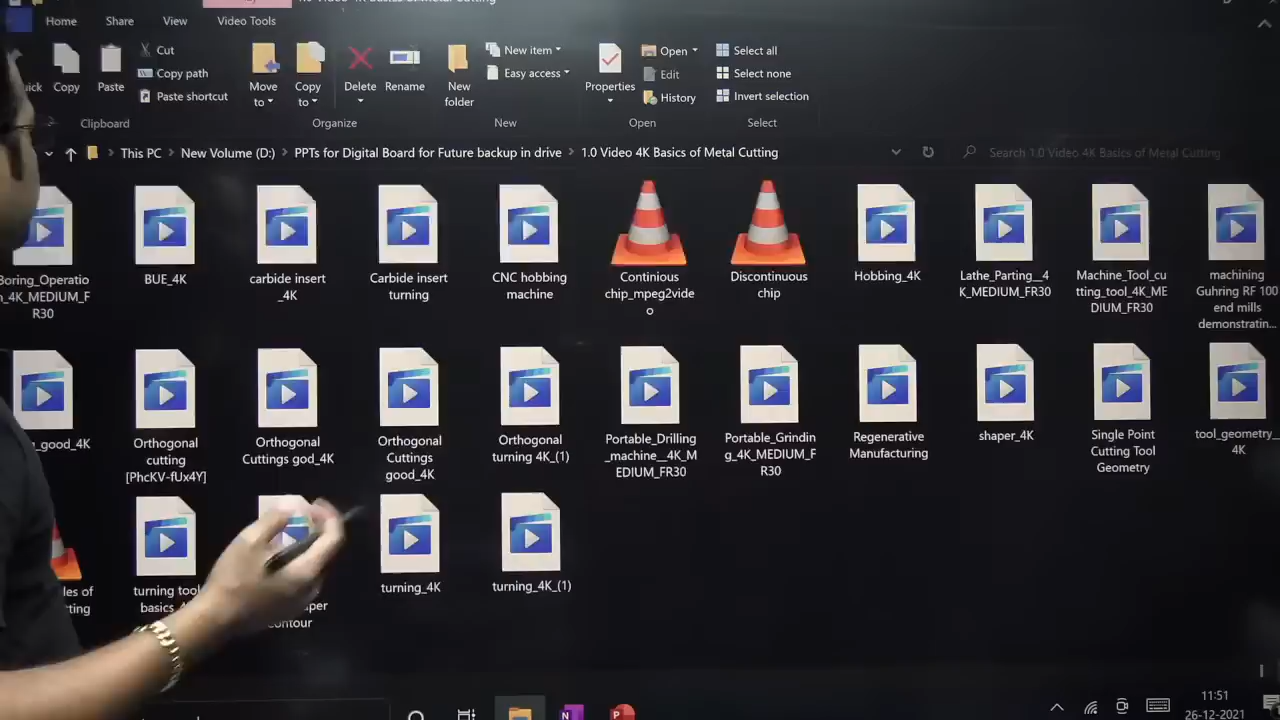 Home Share View Video Tools
Cut
Copy path
Paste shortcut
Copy
Paste
Clipboard
Move to
Copy to
Delete
Rename
Organize
New folder
New item
Easy access
New
Properties
Open
Edit
History
Open
Select all
Select none
Invert selection
Select
This PC > New Volume (D:) > PPTs for Digital Board for Future backup in drive > 1.0 Video 4K Basics of Metal Cutting
Search 1.0 Video 4K Basics of Metal Cutting
Boring_Operatio
n_4K_MEDIUM_F
R30
BUE_4K
carbide insert
_4K
Carbide insert
turning
CNC hobbing
machine
Continious
chip_mpeg2vide
o
Discontinuous
chip
Hobbing_4K
Lathe_Parting__4
K_MEDIUM_FR30
Machine_Tool_cu
tting_tool_4K_ME
DIUM_FR30
machining
Guhring RF 100
end mills
demonstratin...
_good_4K
Orthogonal
cutting
[PhcKV-fUx4Y]
Orthogonal
Cuttings god_4K
Orthogonal
Cuttings
good_4K
Orthogonal
turning 4K_(1)
Portable_Drilling
_machine__4K_M
EDIUM_FR30
Portable_Grindin
g_4K_MEDIUM_F
R30
Regenerative
Manufacturing
shaper_4K
Single Point
Cutting Tool
Geometry
tool_geometry_
4K
turning tool
basics_4
contour
turning_4K
turning_4K_(1)
11:51
26-12-2021